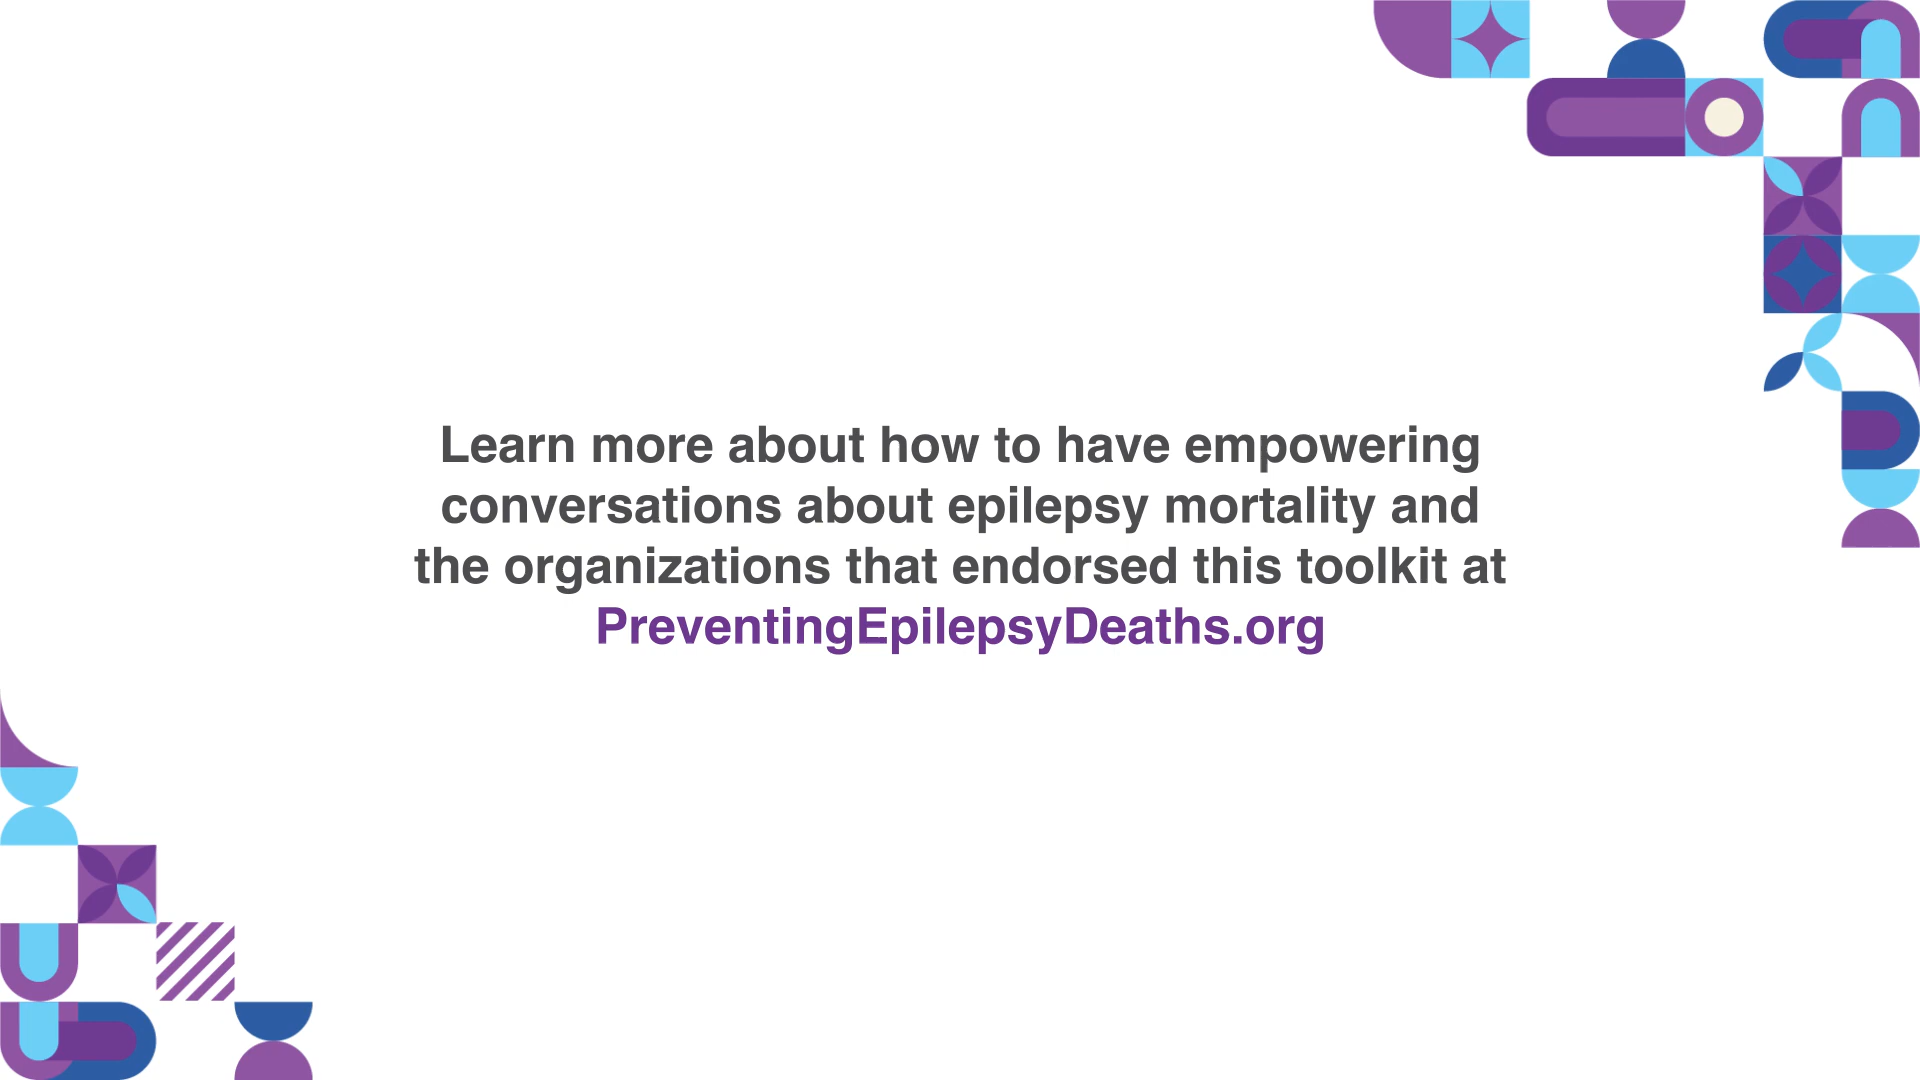 Learn more about how to have empowering
conversations about epilepsy mortality and
the organizations that endorsed this toolkit at
PreventingEpilepsyDeaths.org